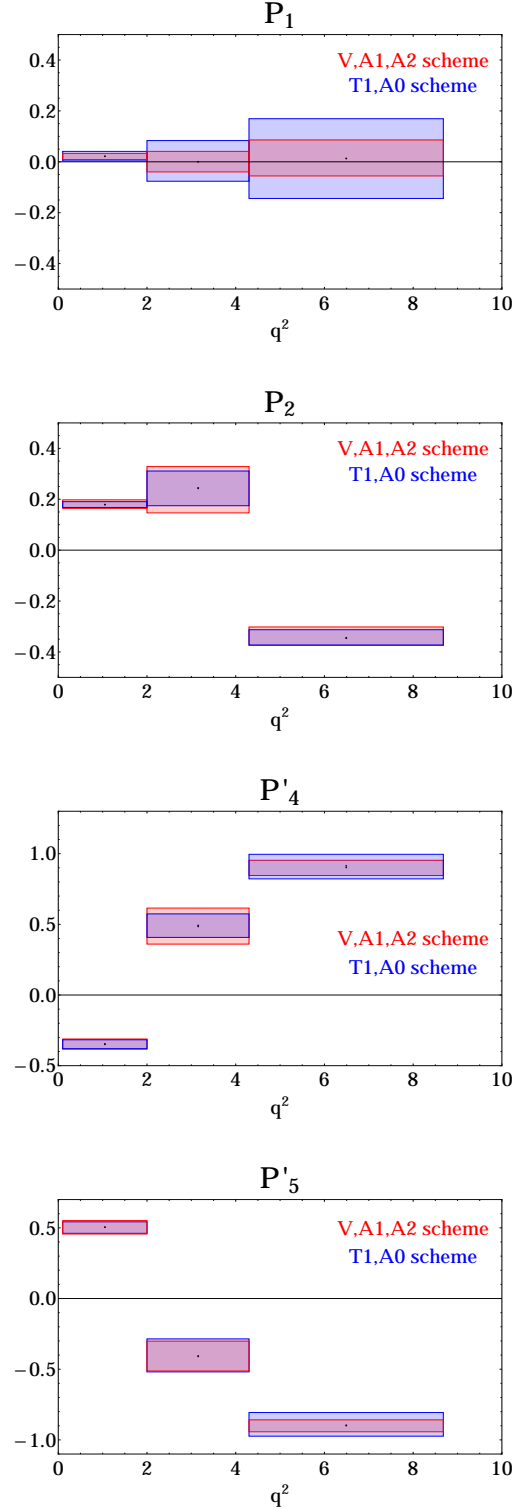 P₁
V,A1,A2 scheme
T1,A0 scheme
0.4
0.2
0.0
−0.2
−0.4
0 2 4 6 8 10
q²
P₂
V,A1,A2 scheme
T1,A0 scheme
0.4
0.2
0.0
−0.2
−0.4
0 2 4 6 8 10
q²
P'₄
1.0
0.5
V,A1,A2 scheme
T1,A0 scheme
0.0
−0.5
0 2 4 6 8 10
q²
P'₅
0.5
V,A1,A2 scheme
T1,A0 scheme
0.0
−0.5
−1.0
0 2 4 6 8 10
q²